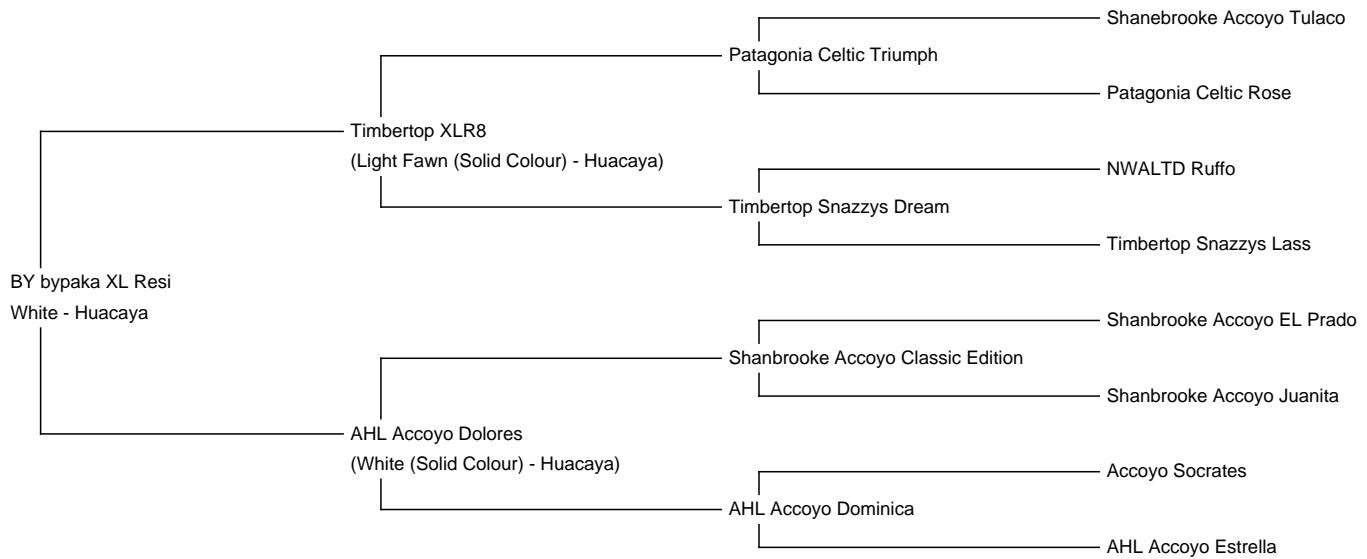 Shanebrooke Accoyo Tulaco
Patagonia Celtic Triumph
Patagonia Celtic Rose
Timbertop XLR8
(Light Fawn (Solid Colour) - Huacaya)
NWALTD Ruffo
Timbertop Snazzys Dream
Timbertop Snazzys Lass
BY bypaka XL Resi
White - Huacaya
Shanbrooke Accoyo EL Prado
Shanbrooke Accoyo Classic Edition
Shanbrooke Accoyo Juanita
AHL Accoyo Dolores
(White (Solid Colour) - Huacaya)
Accoyo Socrates
AHL Accoyo Dominica
AHL Accoyo Estrella